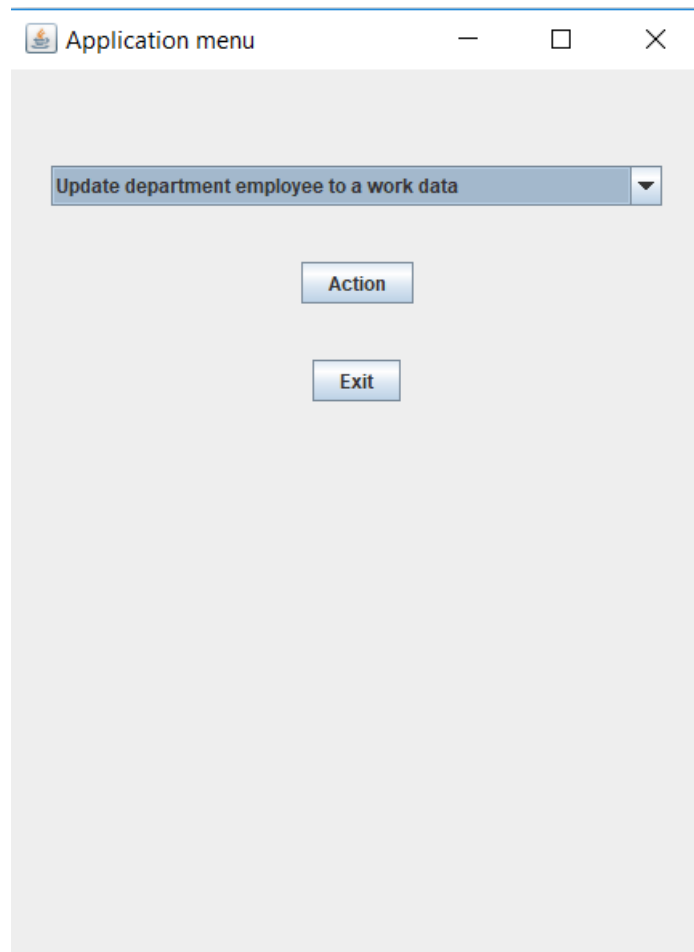 Application menu
Update department employee to a work data
Action
Exit